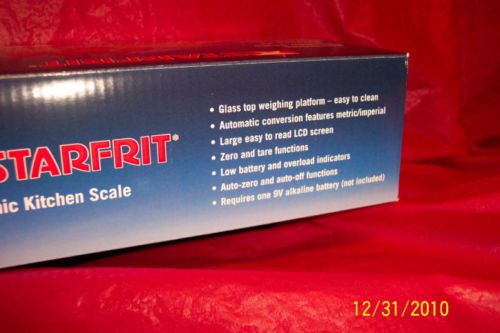 STARFRIT®
nic Kitchen Scale
• Glass top weighing platform – easy to clean
• Automatic conversion features metric/imperial
• Large easy to read LCD screen
• Zero and tare functions
• Low battery and overload indicators
• Auto-zero and auto-off functions
• Requires one 9V alkaline battery (not included)
12/31/2010